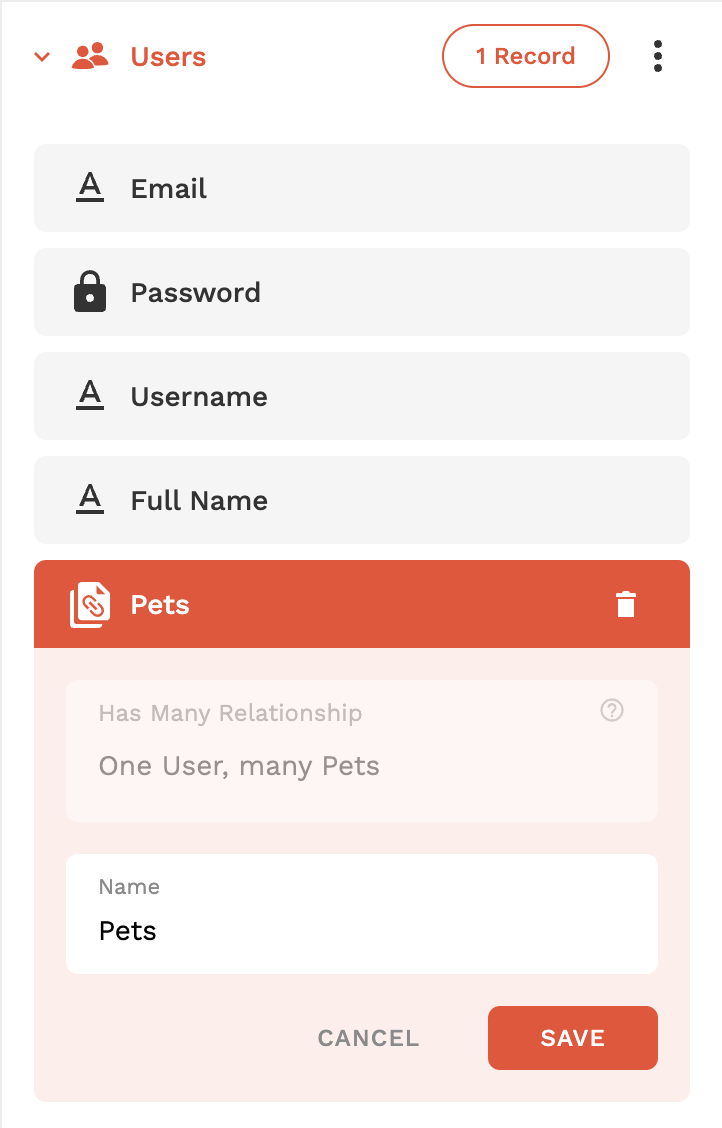 Users
1 Record
Email
Password
Username
Full Name
Pets
Has Many Relationship
One User, many Pets
Name
Pets
CANCEL
SAVE